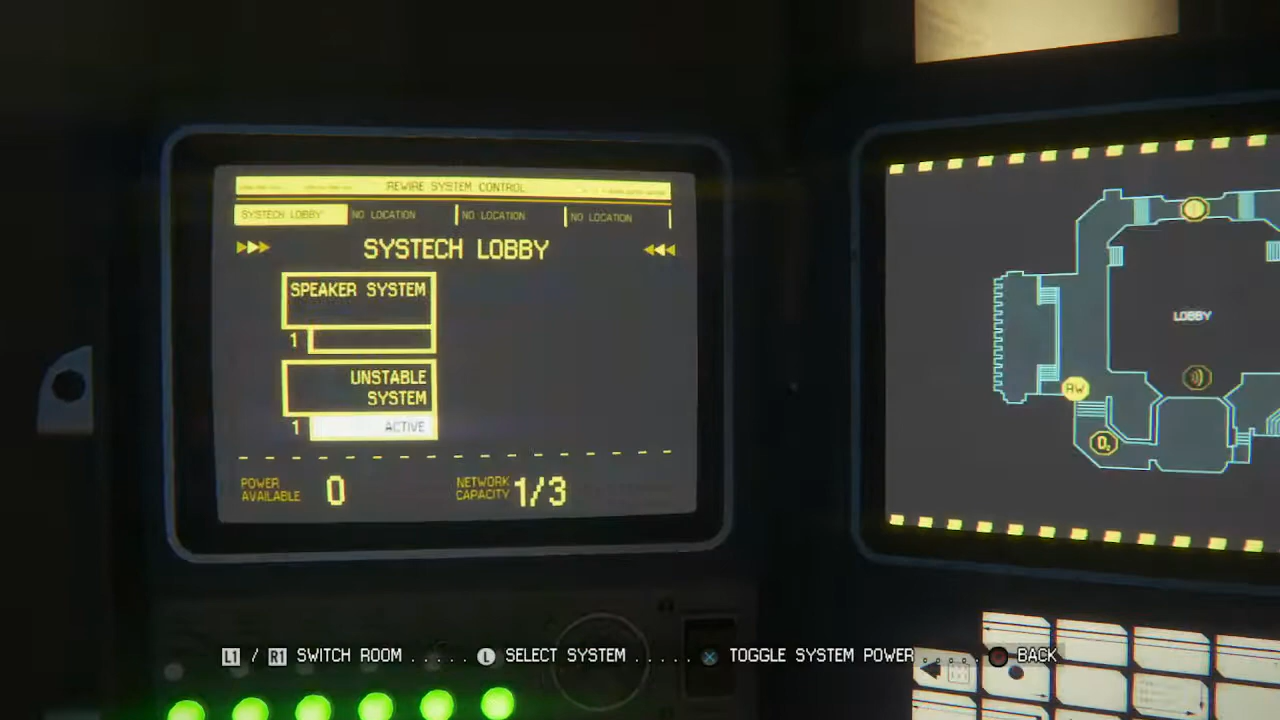 REWIRE SYSTEM CONTROL
SYSTECH LOBBY NO LOCATION NO LOCATION NO LOCATION
SYSTECH LOBBY
SPEAKER SYSTEM
1
UNSTABLE
SYSTEM
1 ACTIVE
POWER
AVAILABLE 0
NETWORK
CAPACITY 1/3
LOBBY
RW
O₂
L1 / R1 SWITCH ROOM ..... L SELECT SYSTEM ..... TOGGLE SYSTEM POWER ..... BACK